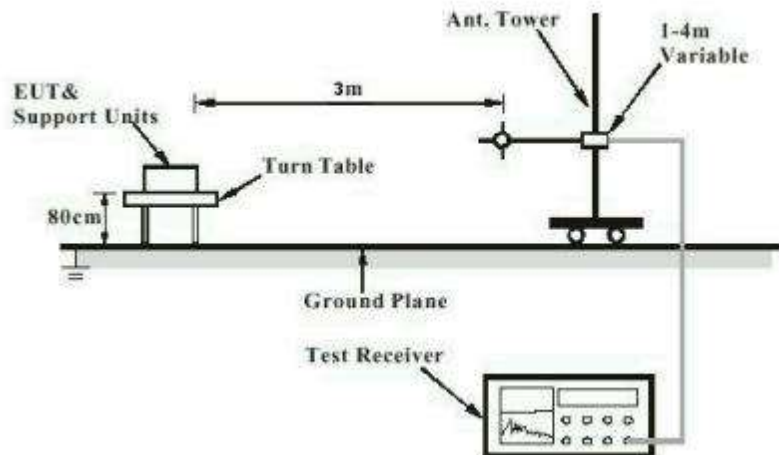 Ant. Tower
1-4m
Variable
3m
EUT&
Support Units
Turn Table
80cm
Ground Plane
Test Receiver